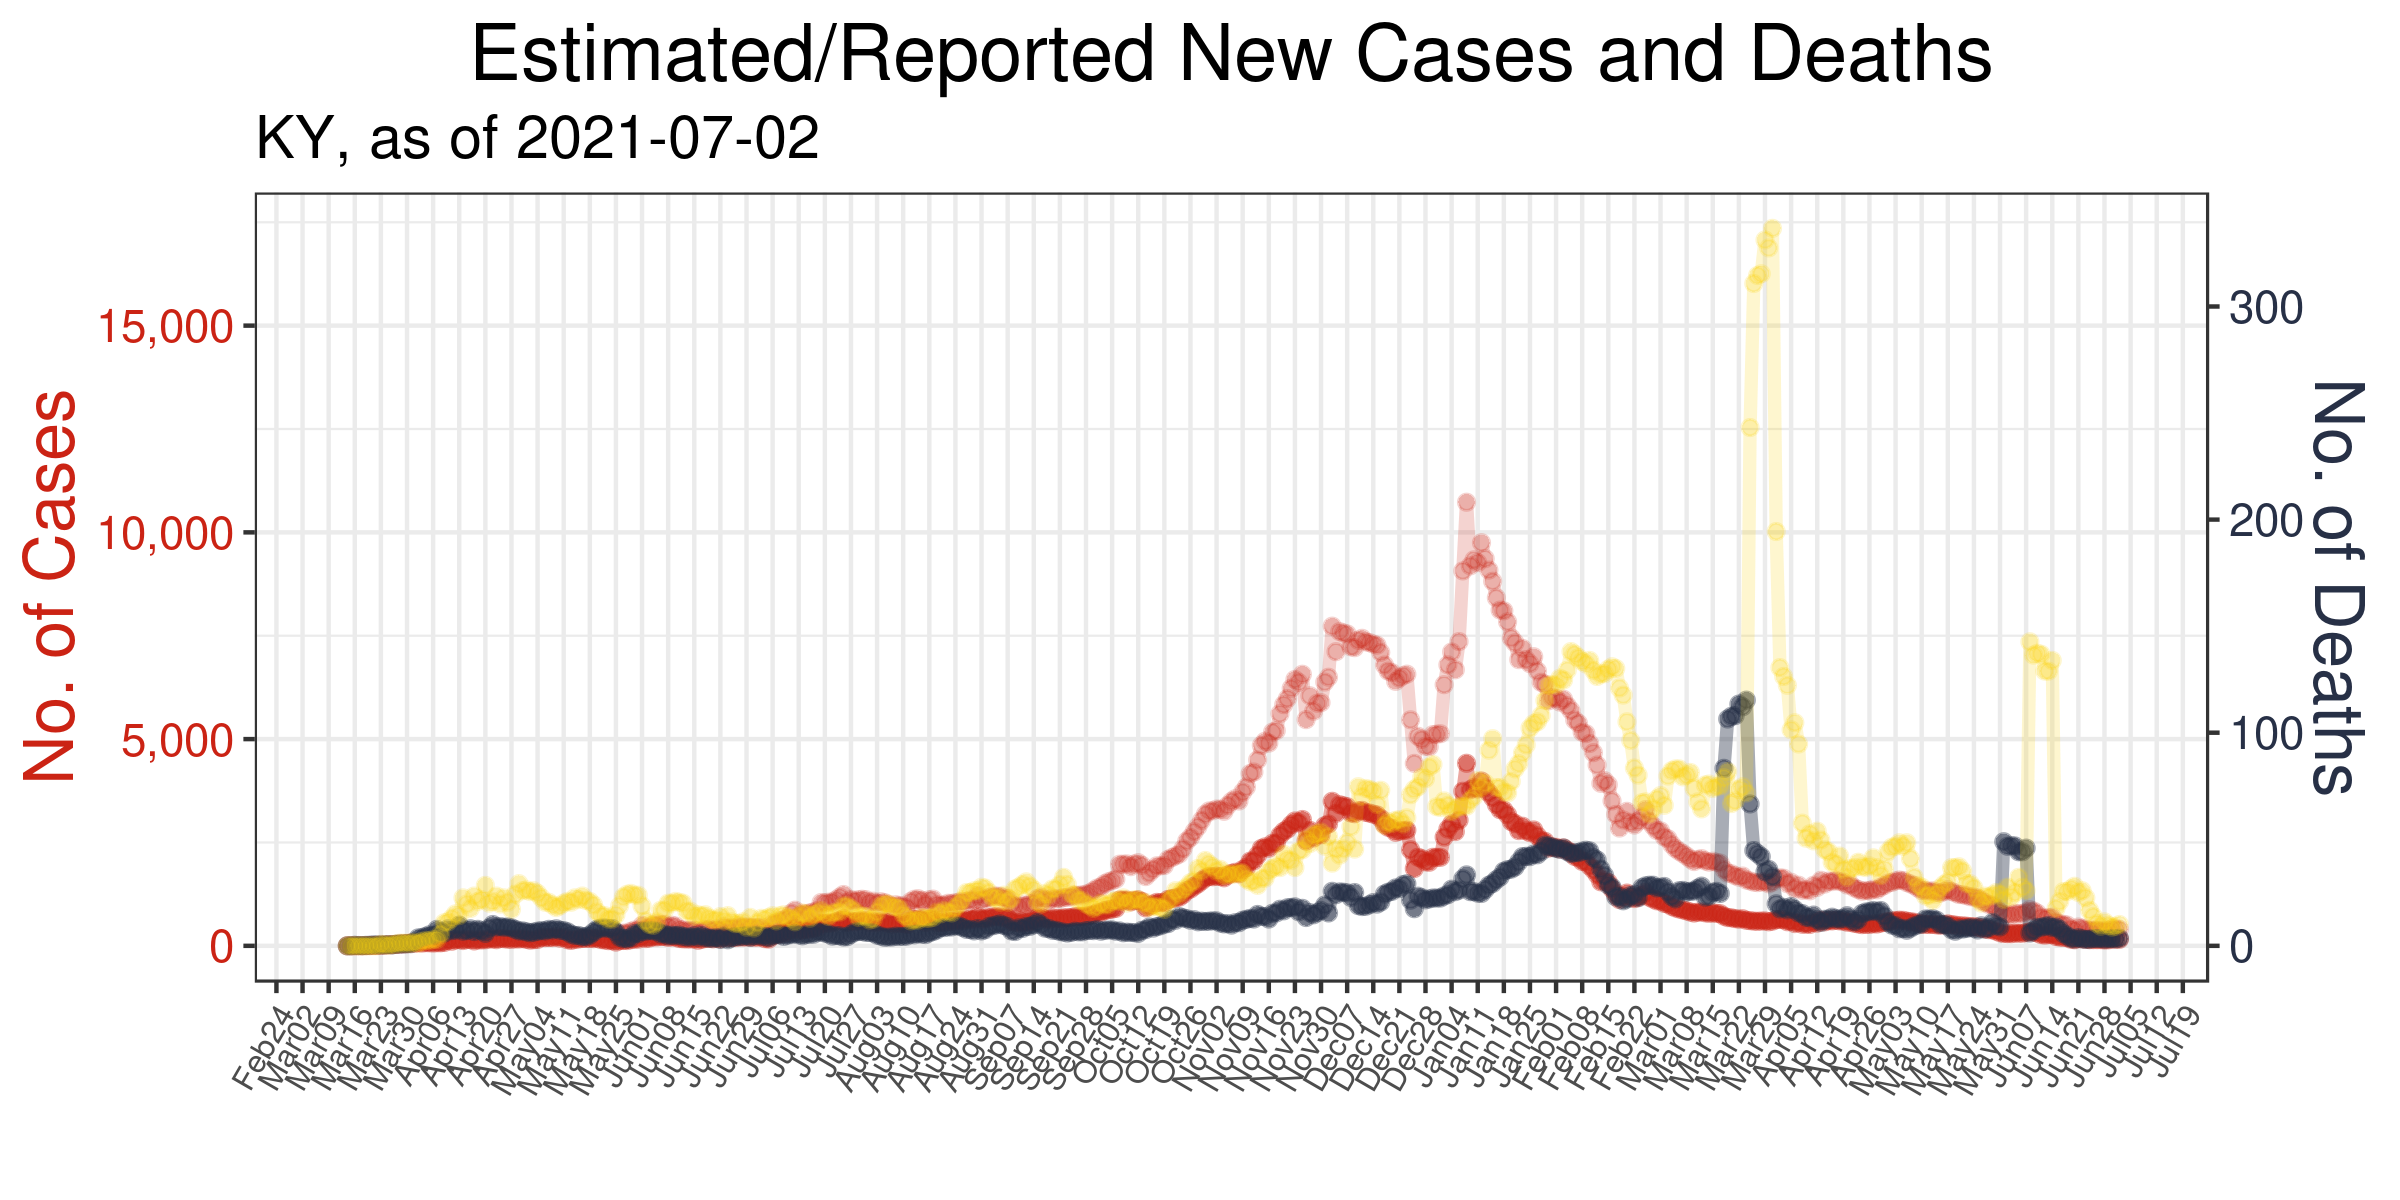 Estimated/Reported New Cases and Deaths
KY, as of 2021-07-02
No. of Cases
15,000
10,000
5,000
0
300
200
100
0
No. of Deaths
Feb24
Mar02
Mar09
Mar16
Mar23
Mar30
Apr06
Apr13
Apr20
Apr27
May04
May11
May18
May25
Jun01
Jun08
Jun15
Jun22
Jun29
Jul06
Jul13
Jul20
Jul27
Aug03
Aug10
Aug17
Aug24
Aug31
Sep07
Sep14
Sep21
Sep28
Oct05
Oct12
Oct19
Oct26
Nov02
Nov09
Nov16
Nov23
Nov30
Dec07
Dec14
Dec21
Dec28
Jan04
Jan11
Jan18
Jan25
Feb01
Feb08
Feb15
Feb22
Mar01
Mar08
Mar15
Mar22
Mar29
Apr05
Apr12
Apr19
Apr26
May03
May10
May17
May24
May31
Jun07
Jun14
Jun21
Jun28
Jul05
Jul12
Jul19